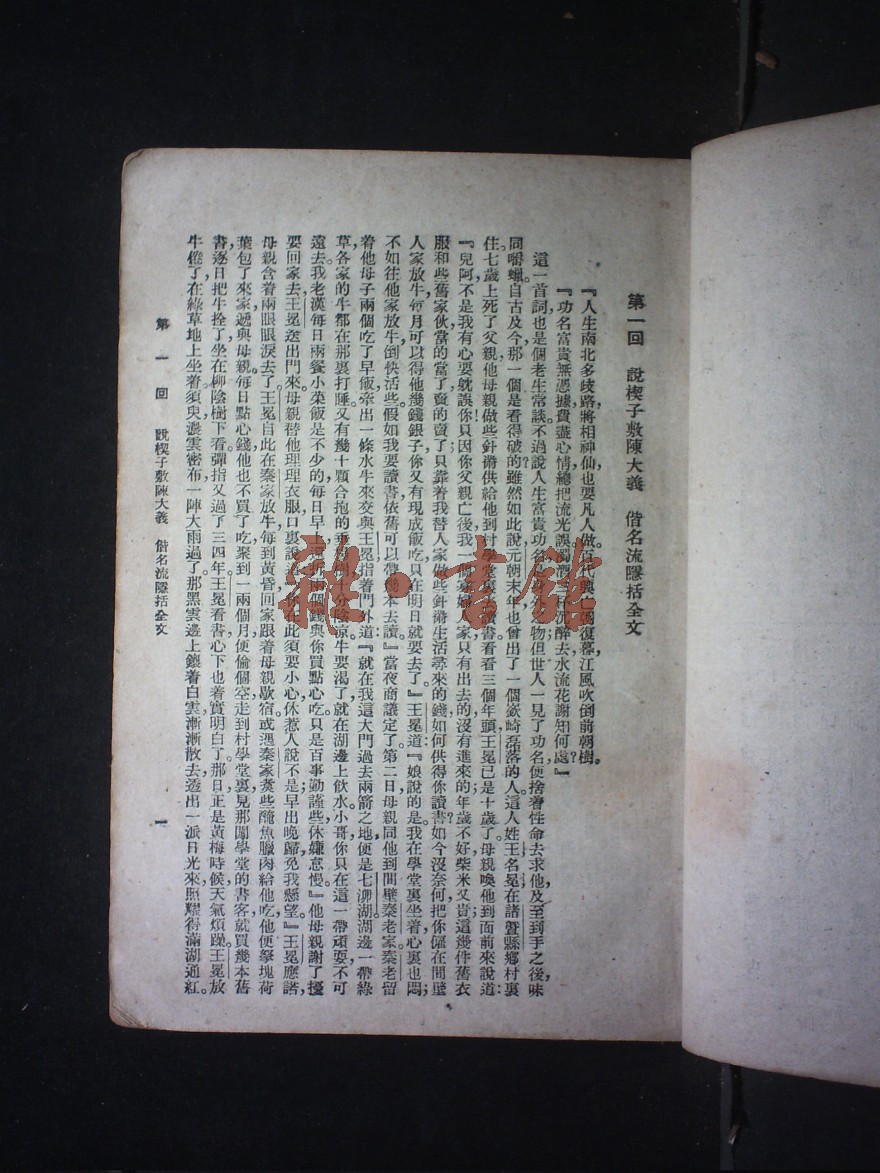 第一回　說楔子敷陳大義　借名流隱括全文
『人生南北多歧路，將相神仙，也要凡人做。百代興亡朝復暮，江風吹倒前朝樹。
『功名富貴無憑據，費盡心情，總把流光誤。濁酒三杯沉醉去，水流花謝知何處？』
這一首詞，也是個老生常談。不過說人生富貴功名是身外之物；但世人一見了功名，便捨着性命去求他，及至到手之後，味
同嚼蠟。自古及今，那一個是看得破的？雖然如此說，元朝末年，也曾出了一個嶔崎磊落的人。這人姓王名冕，在諸暨縣鄉村裏
住，七歲上死了父親，他母親做些針黹，供給他到村學堂裏去讀書。看看三個年頭，王冕已是十歲了。母親喚他到面前來說道：
『兒阿！不是我有心要躭誤你，只因你父親亡後，我一個寡婦人家，只有出去的，沒有進來的；年歲不好，柴米又貴；這幾件舊衣
服和些舊家伙，當的當了，賣的賣了；只靠着我替人家做些針黹生活尋來的錢，如何供得你讀書？如今沒奈何，把你僱在間壁
人家放牛，每月可以得他幾錢銀子，你又有現成飯吃，只在明日就要去了。』王冕道：『娘說的是。我在學堂裏坐着，心裏也悶；
不如往他家放牛，倒快活些。假如我要讀書，依舊可以帶幾本去讀。』當夜商議定了。第二日，母親同他到間壁秦老家，秦老留
着他母子兩個吃了早飯，牽出一條水牛來交與王冕，指着門外道：『就在我這大門過去兩箭之地，便是七泖湖，湖邊一帶綠
草，各家的牛都在那裏打睡。又有幾十顆合抱的垂楊樹，十分陰凉，牛要渴了，就在湖邊上飲水。小哥，你只在這一帶頑耍，不可
遠去。我老漢每日兩餐小菜飯是不少的，每日早上，還折兩個錢與你買點心吃。只是百事勤謹些，休嫌怠慢。』他母親謝了擾，
要回家去，王冕送出門來，母親替他理理衣服，口裏說道：『你在此須要小心，休惹人說不是；早出晚歸，免我懸望。』王冕應諾，
母親含着兩眼眼淚去了。王冕自此在秦家放牛，每到黃昏，回家跟着母親歇宿。或遇秦家煑些醃魚臘肉給他吃，他便拏塊荷
葉包了來家，遞與母親。每日點心錢，他也不買了吃，聚到一兩個月，便偷個空，走到村學堂裏，見那闖學堂的書客，就買幾本舊
書，逐日把牛拴了，坐在柳陰樹下看。彈指又過了三四年，王冕看書，心下也着實明白了。那日正是黃梅時候，天氣煩躁，王冕放
牛倦了，在綠草地上坐着，須臾，濃雲密布，一陣大雨過了。那黑雲邊上鑲着白雲，漸漸散去，透出一派日光來，照耀得滿湖通紅。
第一回　說楔子敷陳大義　借名流隱括全文　一
雜·書館